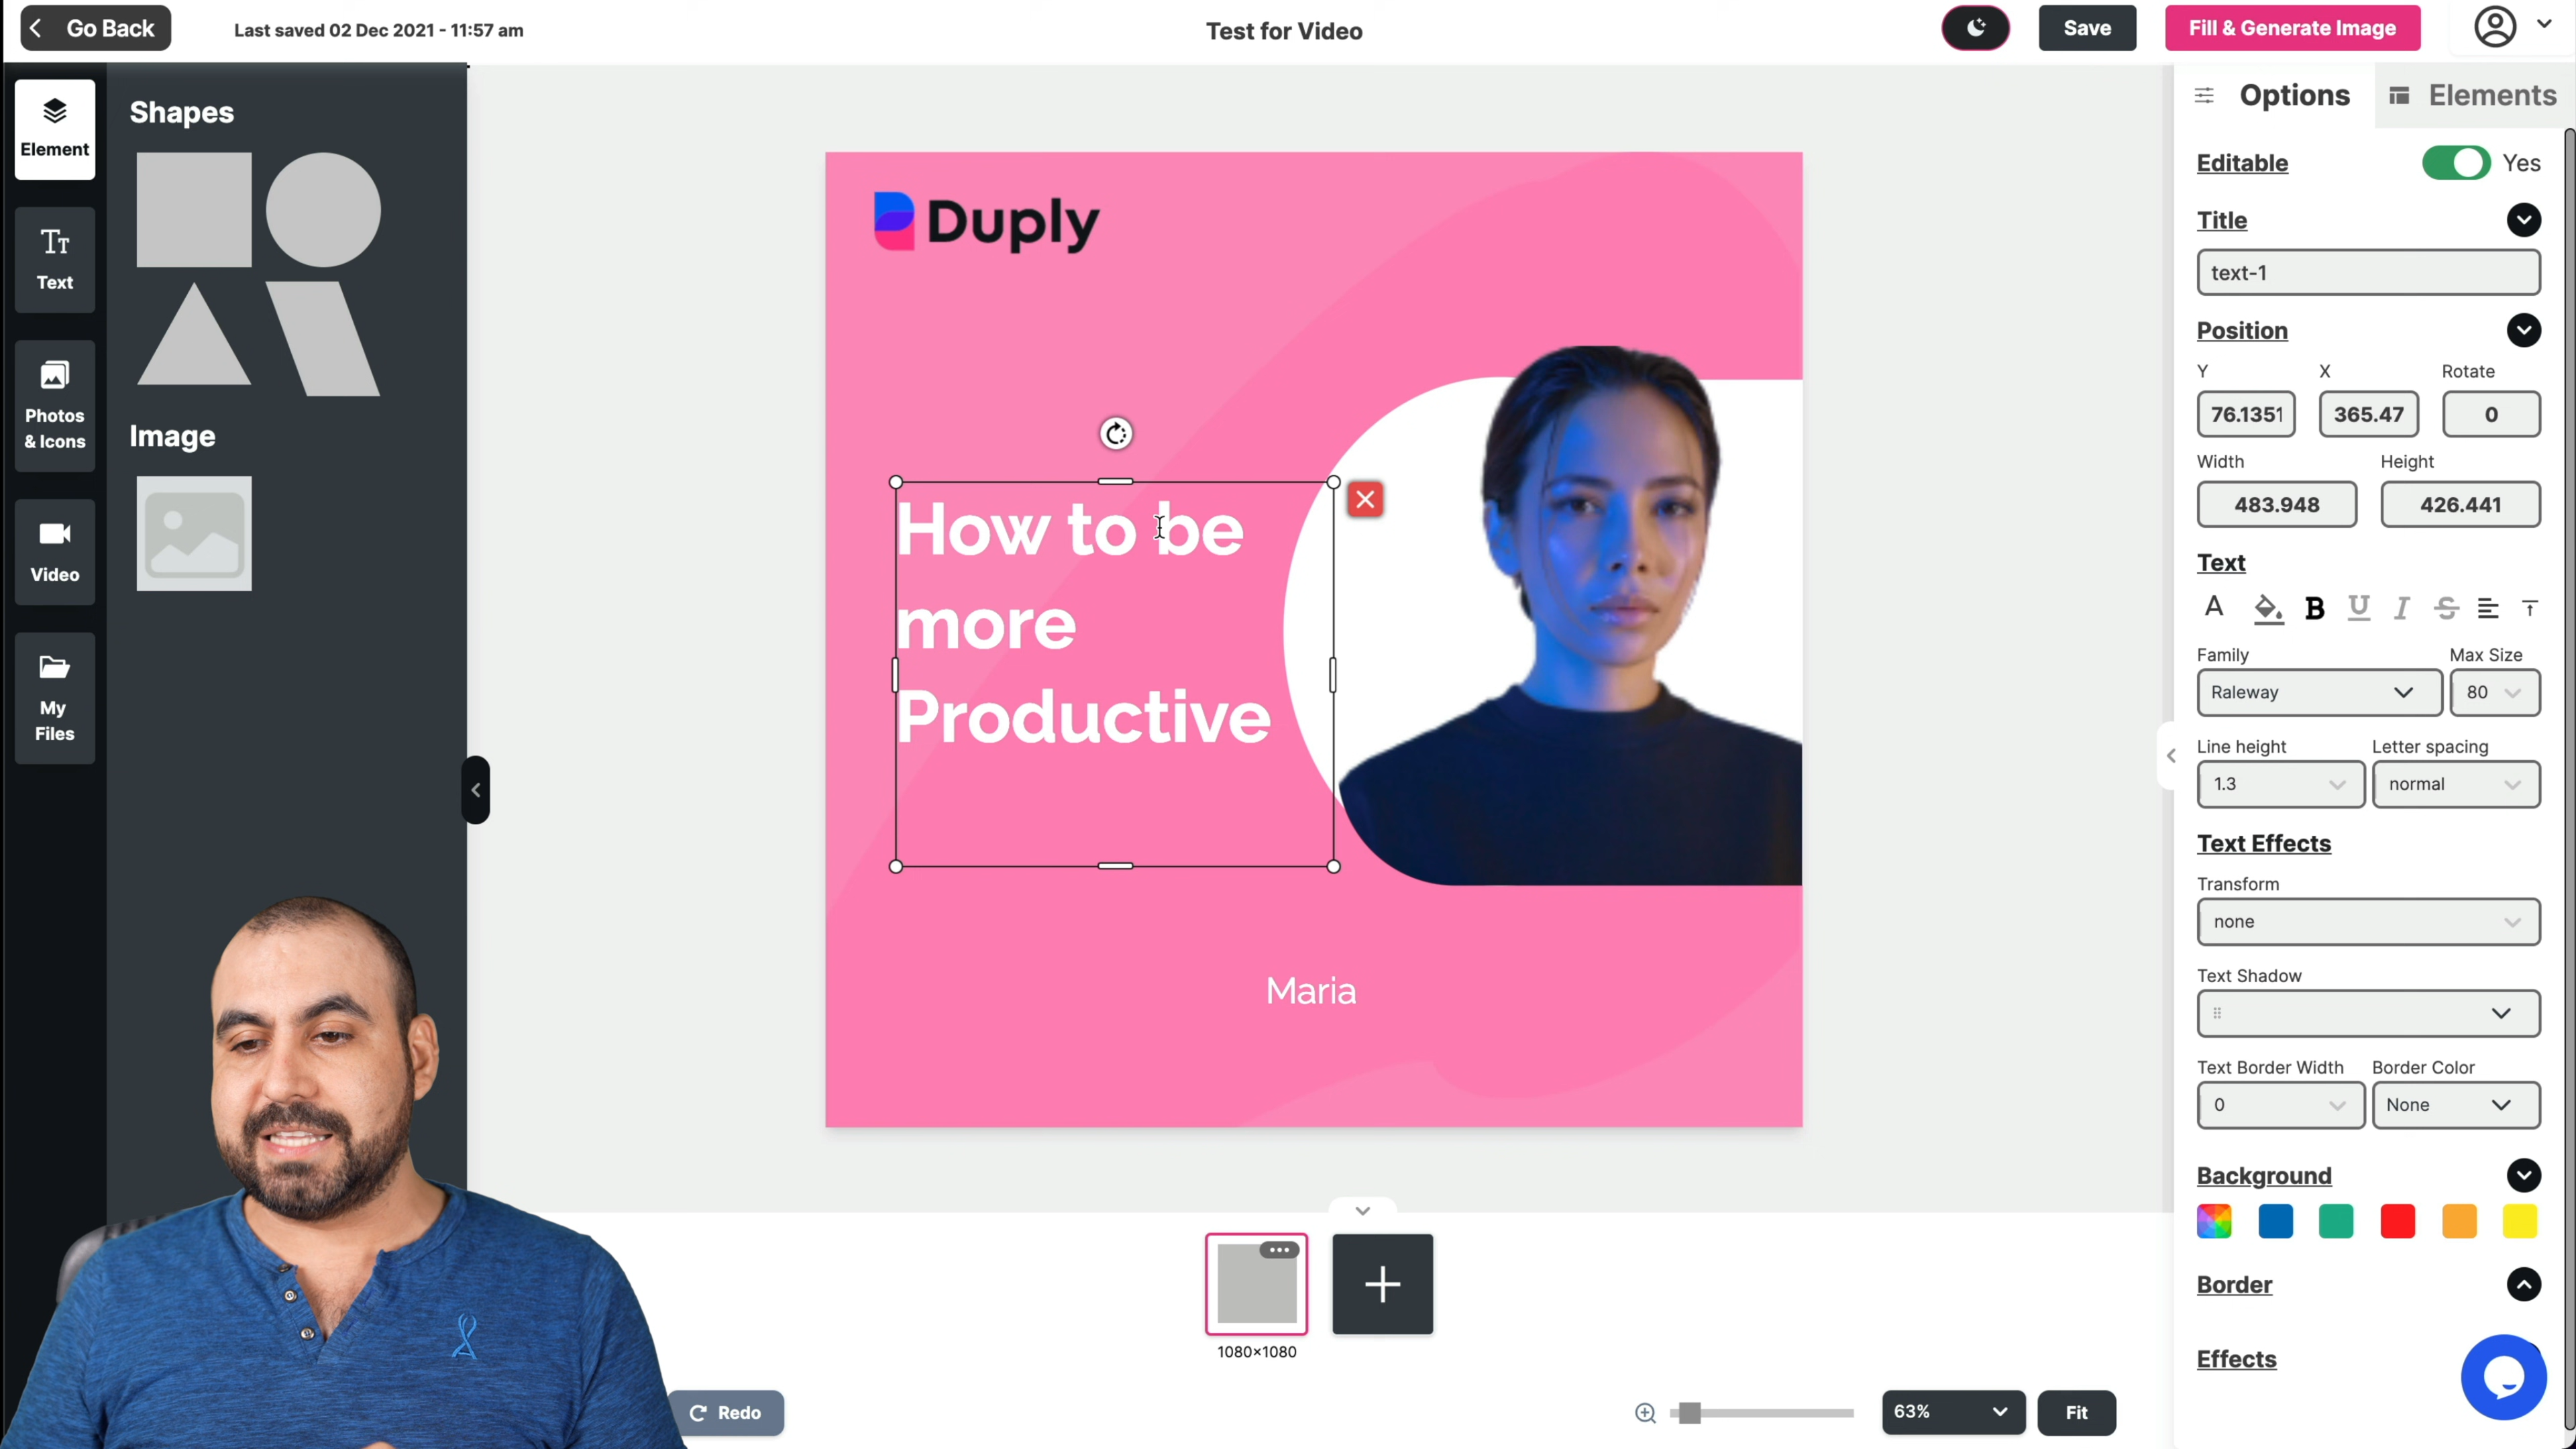 Go Back
Last saved 02 Dec 2021 - 11:57 am
Test for Video
Save
Fill & Generate Image
Element
Text
Photos
& Icons
Video
My
Files
Shapes
Image
Duply
How to be
more
Productive
Maria
1080×1080
Redo
63%
Fit
Options
Elements
Editable
Yes
Title
text-1
Position
Y
X
Rotate
76.1351
365.47
0
Width
Height
483.948
426.441
Text
Family
Max Size
Raleway
80
Line height
Letter spacing
1.3
normal
Text Effects
Transform
none
Text Shadow
Text Border Width
Border Color
0
None
Background
Border
Effects